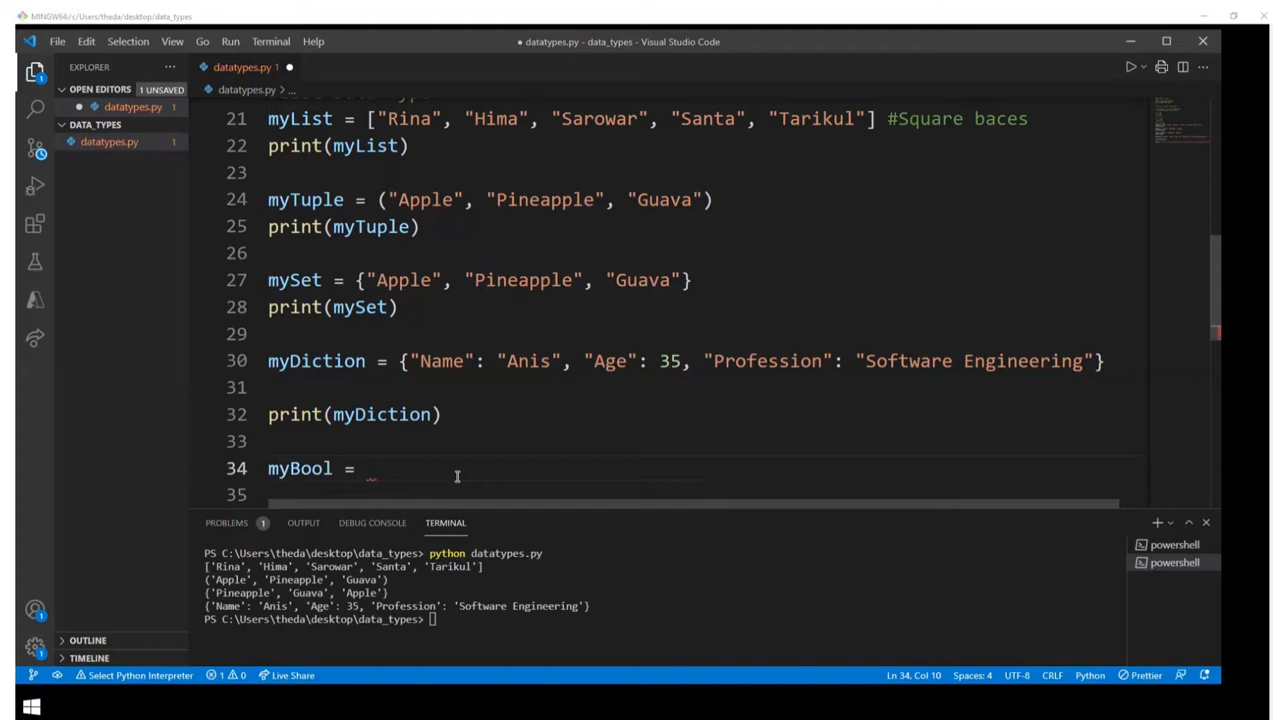 MINGW64:/c/Users/theda/desktop/data_types
File Edit Selection View Go Run Terminal Help
datatypes.py - data_types - Visual Studio Code
EXPLORER
datatypes.py 1
OPEN EDITORS 1 UNSAVED
datatypes.py > ...
datatypes.py 1
DATA_TYPES
datatypes.py 1
21 myList = ["Rina", "Hima", "Sarowar", "Santa", "Tarikul"] #Square baces
22 print(myList)
23
24 myTuple = ("Apple", "Pineapple", "Guava")
25 print(myTuple)
26
27 mySet = {"Apple", "Pineapple", "Guava"}
28 print(mySet)
29
30 myDiction = {"Name": "Anis", "Age": 35, "Profession": "Software Engineering"}
31
32 print(myDiction)
33
34 myBool =
35
PROBLEMS 1 OUTPUT DEBUG CONSOLE TERMINAL
PS C:\Users\theda\desktop\data_types> python datatypes.py
['Rina', 'Hima', 'Sarowar', 'Santa', 'Tarikul']
('Apple', 'Pineapple', 'Guava')
{'Pineapple', 'Guava', 'Apple'}
{'Name': 'Anis', 'Age': 35, 'Profession': 'Software Engineering'}
PS C:\Users\theda\desktop\data_types>
powershell
powershell
OUTLINE
TIMELINE
Select Python Interpreter 1 0 Live Share Ln 34, Col 10 Spaces: 4 UTF-8 CRLF Python Prettier